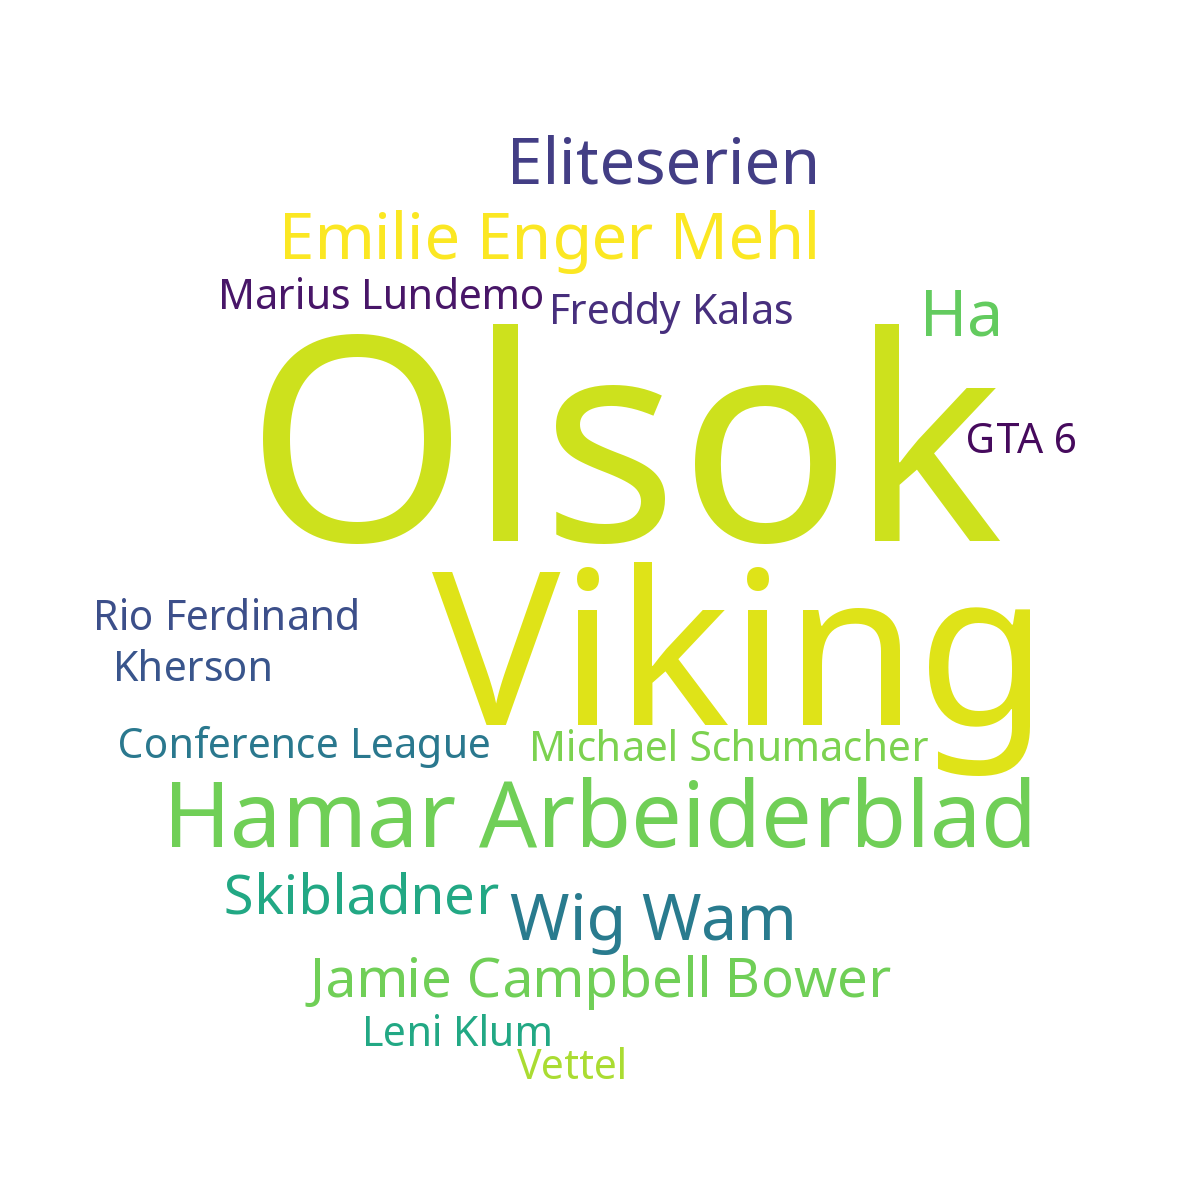 Eliteserien
Emilie Enger Mehl
Marius Lundemo
Freddy Kalas
Ha
Olsok
GTA 6
Viking
Rio Ferdinand
Kherson
Conference League
Michael Schumacher
Hamar Arbeiderblad
Skibladner
Wig Wam
Jamie Campbell Bower
Leni Klum
Vettel